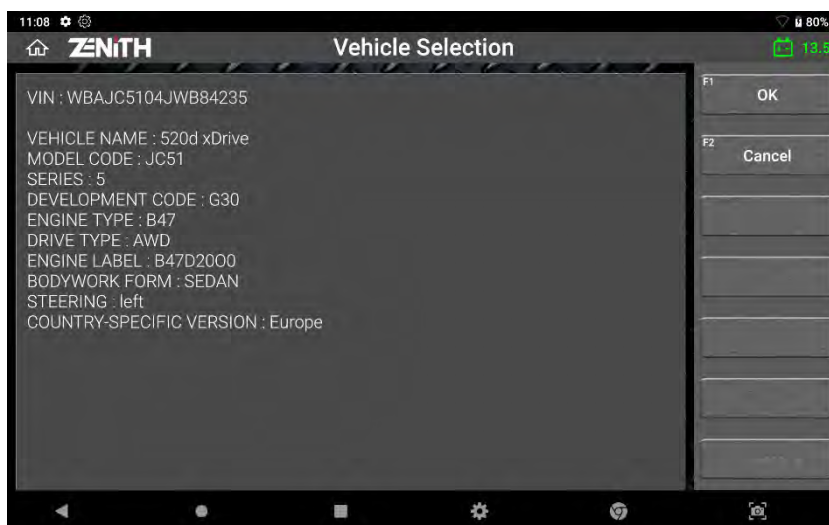 11:08
80%
ZENITH
Vehicle Selection
13.5
VIN : WBAJC5104JWB84235
VEHICLE NAME : 520d xDrive
MODEL CODE : JC51
SERIES : 5
DEVELOPMENT CODE : G30
ENGINE TYPE : B47
DRIVE TYPE : AWD
ENGINE LABEL : B47D20O0
BODYWORK FORM : SEDAN
STEERING : left
COUNTRY-SPECIFIC VERSION : Europe
F1
OK
F2
Cancel